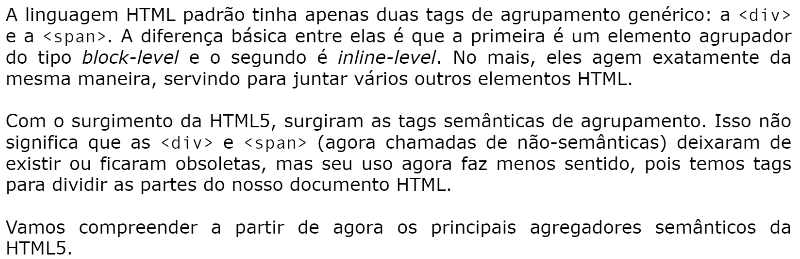 A linguagem HTML padrão tinha apenas duas tags de agrupamento genérico: a <div>
e a <span>. A diferença básica entre elas é que a primeira é um elemento agrupador
do tipo block-level e o segundo é inline-level. No mais, eles agem exatamente da
mesma maneira, servindo para juntar vários outros elementos HTML.
Com o surgimento da HTML5, surgiram as tags semânticas de agrupamento. Isso não
significa que as <div> e <span> (agora chamadas de não-semânticas) deixaram de
existir ou ficaram obsoletas, mas seu uso agora faz menos sentido, pois temos tags
para dividir as partes do nosso documento HTML.
Vamos compreender a partir de agora os principais agregadores semânticos da
HTML5.